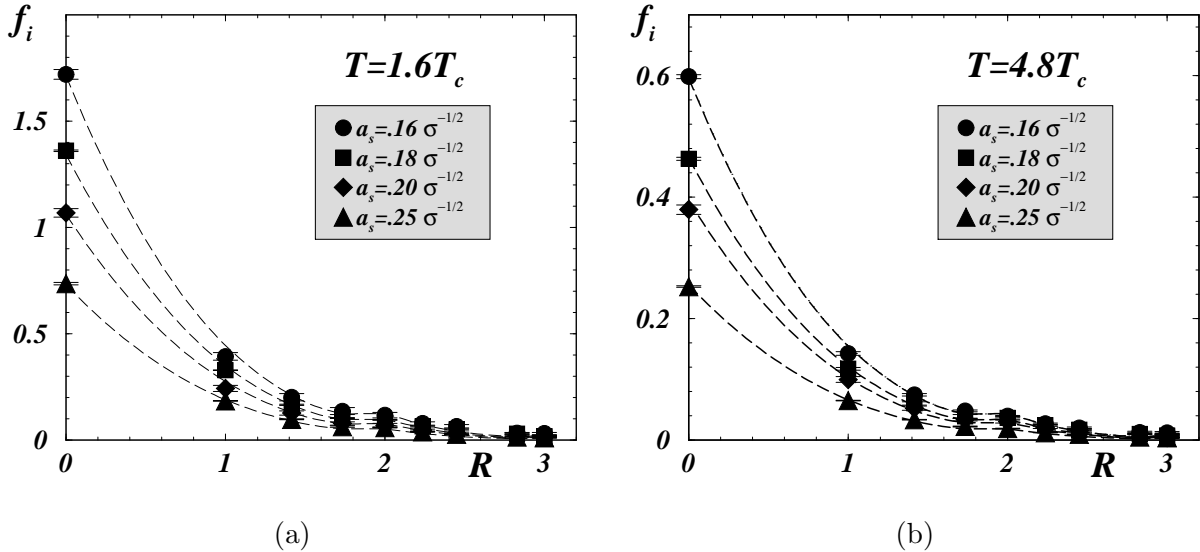 f_i
T=1.6T_c
a_s=.16 σ^{-1/2}
a_s=.18 σ^{-1/2}
a_s=.20 σ^{-1/2}
a_s=.25 σ^{-1/2}
1.5
1
0.5
0
0 1 2 R 3
(a)
f_i
T=4.8T_c
a_s=.16 σ^{-1/2}
a_s=.18 σ^{-1/2}
a_s=.20 σ^{-1/2}
a_s=.25 σ^{-1/2}
0.6
0.4
0.2
0
0 1 2 R 3
(b)